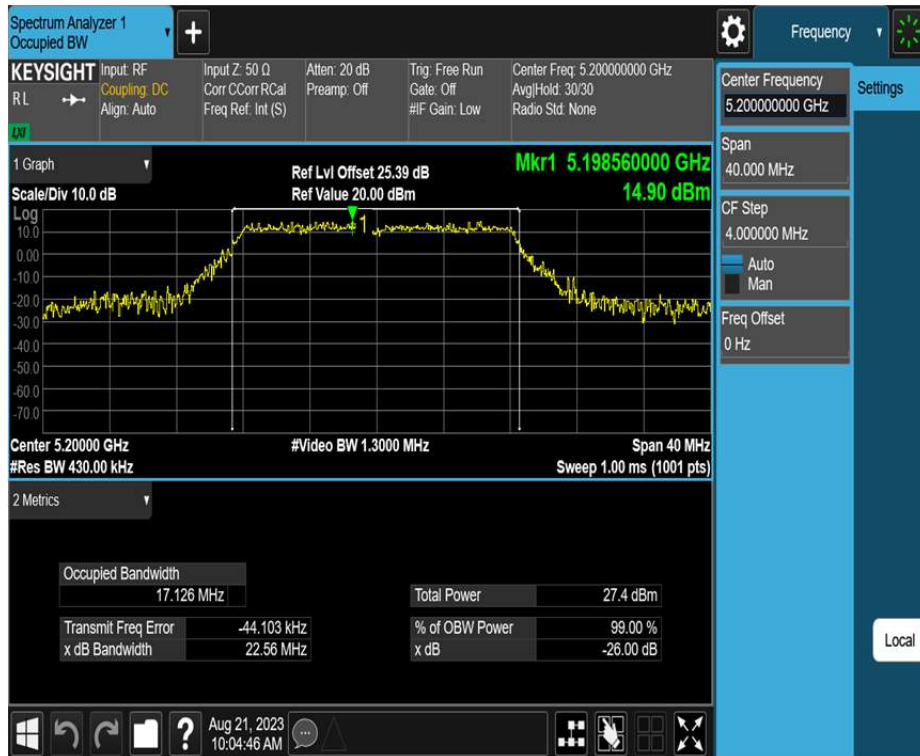 Spectrum Analyzer 1
Occupied BW
+
Frequency
KEYSIGHT
R L
LXI
Input: RF
Coupling: DC
Align: Auto
Input Z: 50 Ω
Corr CCorr RCal
Freq Ref: Int (S)
Atten: 20 dB
Preamp: Off
Trig: Free Run
Gate: Off
#IF Gain: Low
Center Freq: 5.200000000 GHz
Avg|Hold: 30/30
Radio Std: None
Center Frequency
5.20000000 GHz
Settings
Span
40.000 MHz
CF Step
4.000000 MHz
Auto
Man
Freq Offset
0 Hz
Local
1 Graph
Scale/Div 10.0 dB
Ref Lvl Offset 25.39 dB
Ref Value 20.00 dBm
Mkr1 5.198560000 GHz
14.90 dBm
Log
10.0
0.00
-10.0
-20.0
-30.0
-40.0
-50.0
-60.0
-70.0
1
Center 5.20000 GHz
#Res BW 430.00 kHz
#Video BW 1.3000 MHz
Span 40 MHz
Sweep 1.00 ms (1001 pts)
2 Metrics
Occupied Bandwidth
17.126 MHz
Total Power 27.4 dBm
Transmit Freq Error -44.103 kHz
% of OBW Power 99.00 %
x dB Bandwidth 22.56 MHz
x dB -26.00 dB
?
Aug 21, 2023
10:04:46 AM